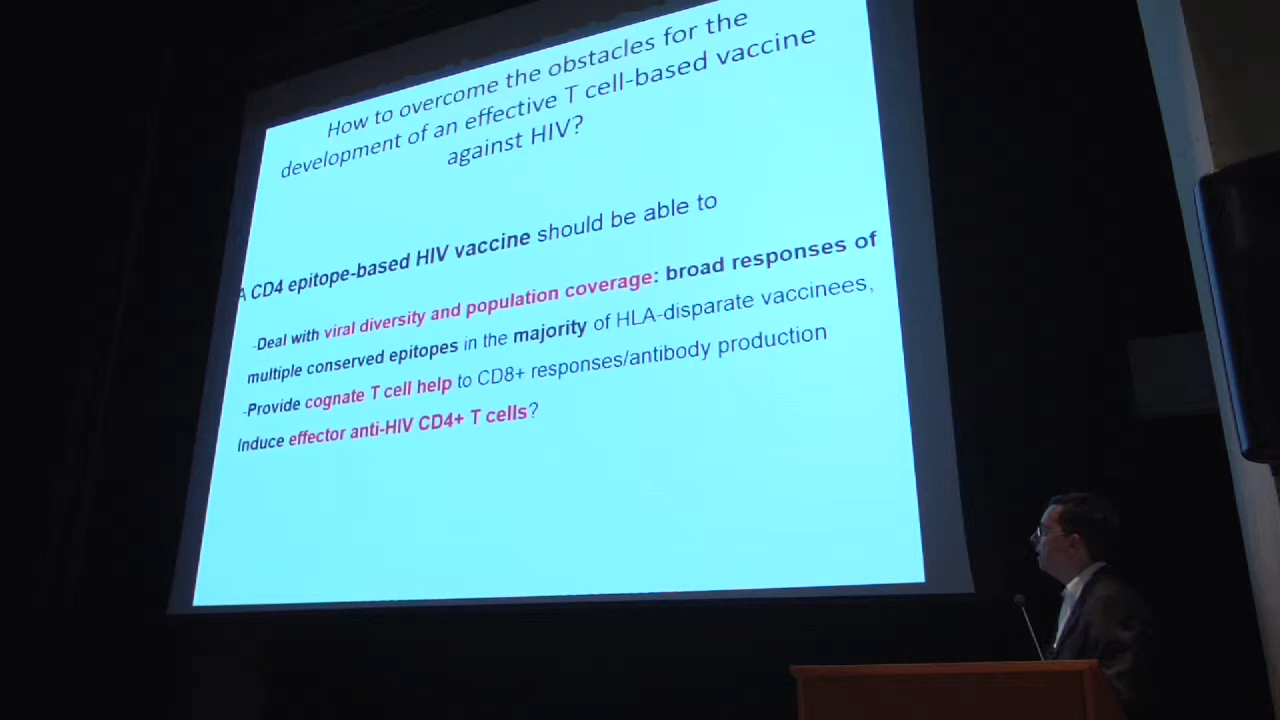 How to overcome the obstacles for the
development of an effective T cell-based vaccine
against HIV?
A CD4 epitope-based HIV vaccine should be able to
-Deal with viral diversity and population coverage: broad responses of
multiple conserved epitopes in the majority of HLA-disparate vaccinees,
-Provide cognate T cell help to CD8+ responses/antibody production
Induce effector anti-HIV CD4+ T cells?